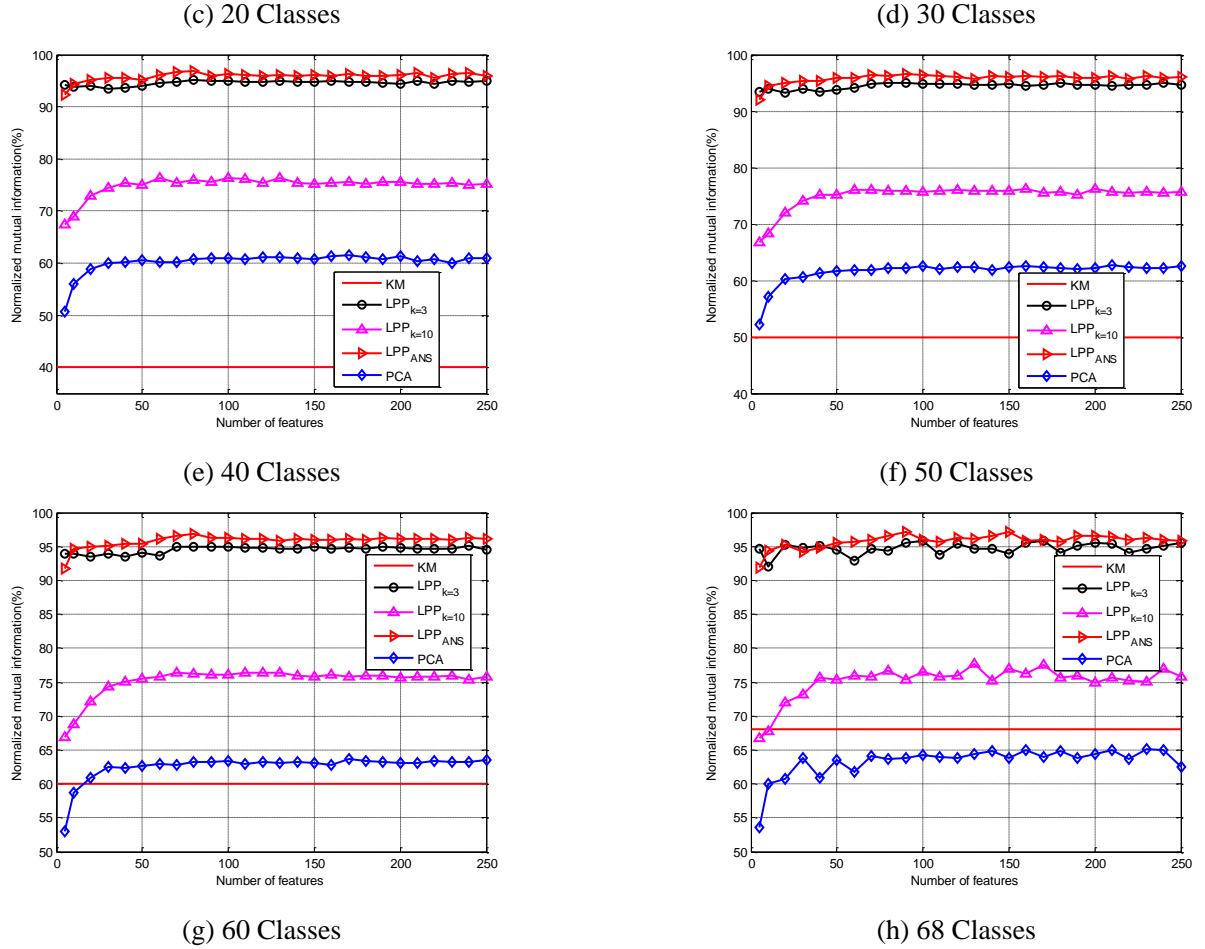 (c) 20 Classes
(d) 30 Classes
100
90
80
70
60
50
40
0
50
100
150
200
250
Number of features
Normalized mutual information(%)
KM
LPPk=3
LPPk=10
LPPANS
PCA
100
90
80
70
60
50
40
0
50
100
150
200
250
Number of features
Normalized mutual information(%)
KM
LPPk=3
LPPk=10
LPPANS
PCA
(e) 40 Classes
(f) 50 Classes
100
95
90
85
80
75
70
65
60
55
50
0
50
100
150
200
250
Number of features
Normalized mutual information(%)
KM
LPPk=3
LPPk=10
LPPANS
PCA
100
95
90
85
80
75
70
65
60
55
50
0
50
100
150
200
250
Number of features
Normalized mutual information(%)
KM
LPPk=3
LPPk=10
LPPANS
PCA
(g) 60 Classes
(h) 68 Classes